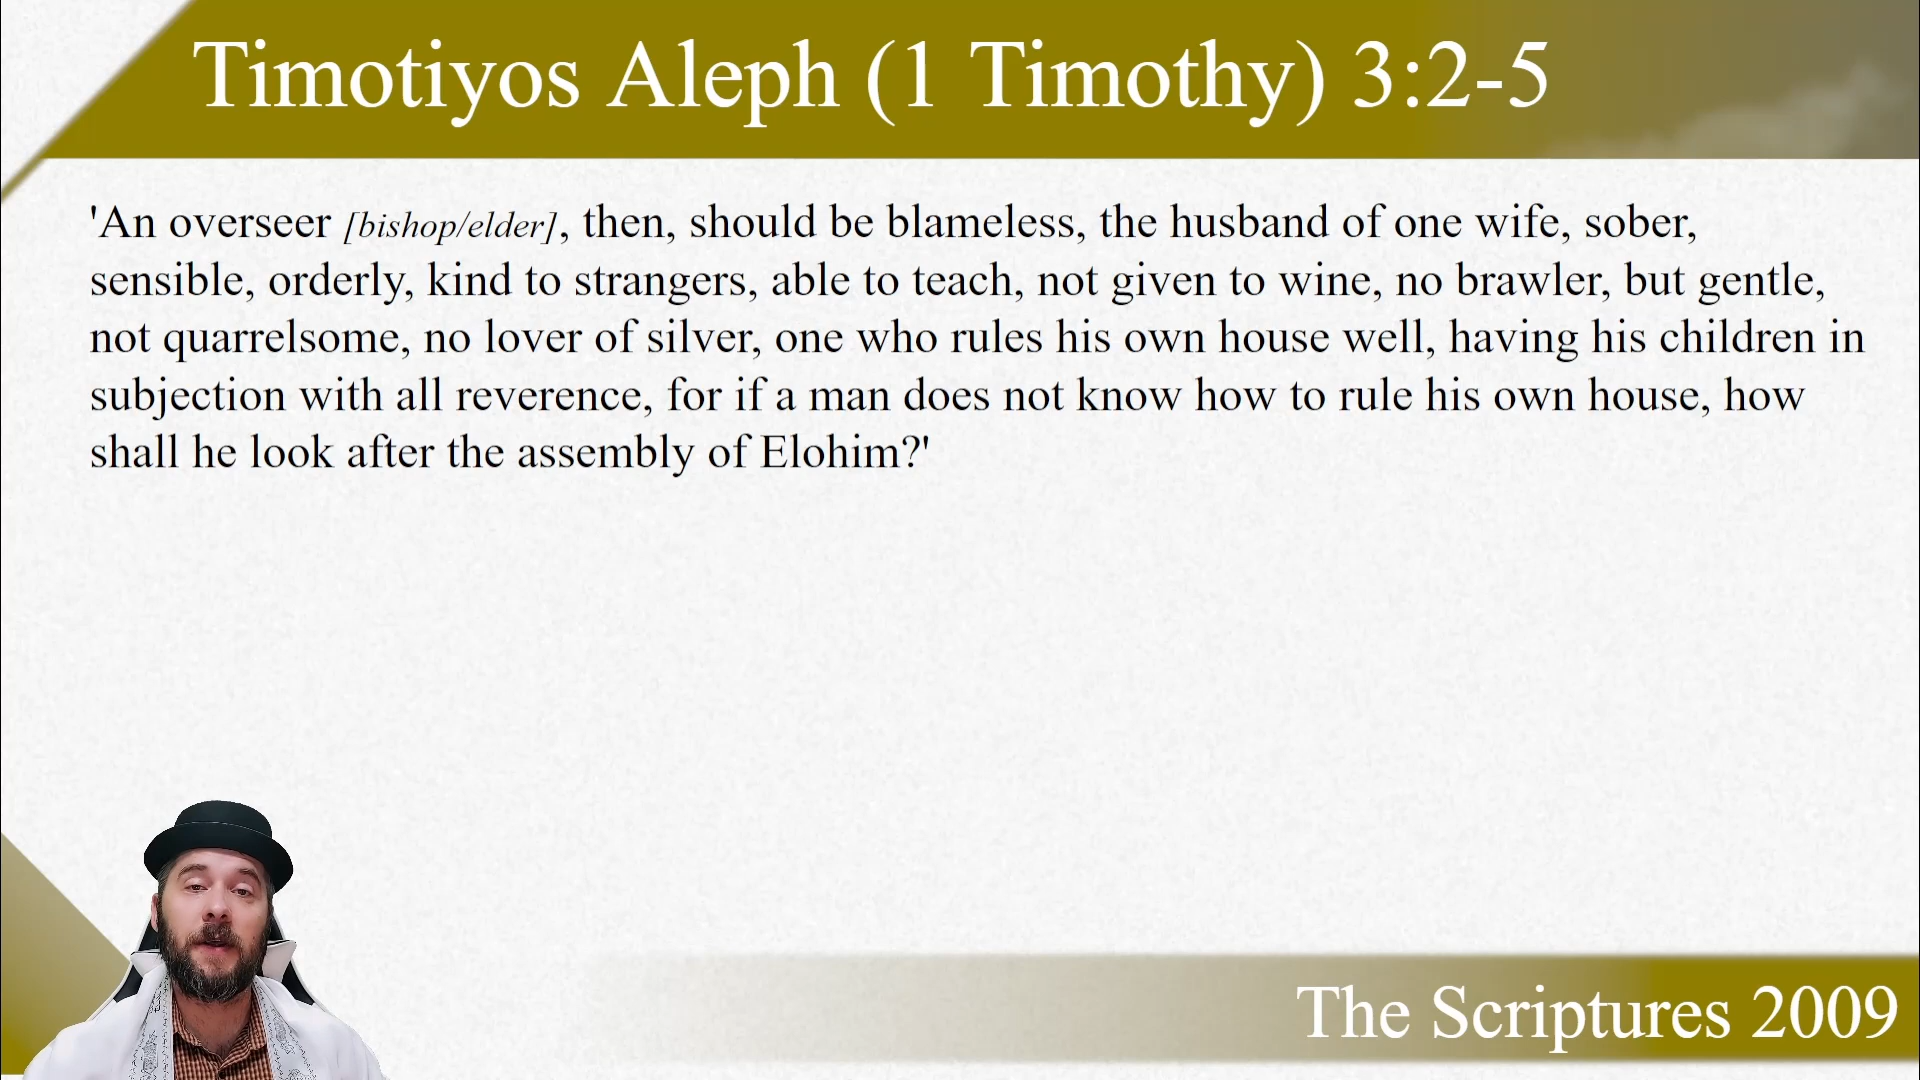 Timotiyos Aleph (1 Timothy) 3:2-5
'An overseer [bishop/elder], then, should be blameless, the husband of one wife, sober,
sensible, orderly, kind to strangers, able to teach, not given to wine, no brawler, but gentle,
not quarrelsome, no lover of silver, one who rules his own house well, having his children in
subjection with all reverence, for if a man does not know how to rule his own house, how
shall he look after the assembly of Elohim?'
The Scriptures 2009